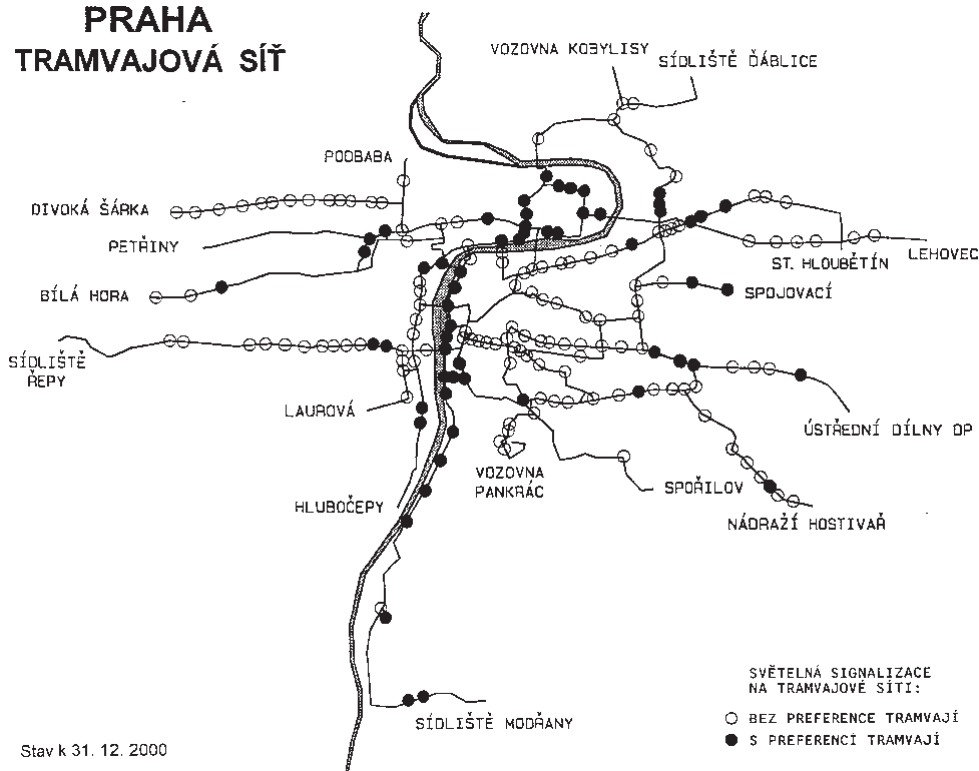 PRAHA
TRAMVAJOVÁ SÍŤ
VOZOVNA KOBYLISY
SÍDLIŠTĚ ĎÁBLICE
PODBABA
DIVOKÁ ŠÁRKA
PETŘINY
BÍLÁ HORA
ST. HLOUBĚTÍN
LEHOVEC
SPOJOVACÍ
SÍDLIŠTĚ
ŘEPY
LAUROVÁ
ÚSTŘEDNÍ DÍLNY DP
VOZOVNA
PANKRÁC
SPOŘILOV
HLUBOČEPY
NÁDRAŽÍ HOSTIVAŘ
SÍDLIŠTĚ MODŘANY
SVĚTELNÁ SIGNALIZACE
NA TRAMVAJOVÉ SÍTI:
BEZ PREFERENCE TRAMVAJÍ
S PREFERENCÍ TRAMVAJÍ
Stav k 31. 12. 2000